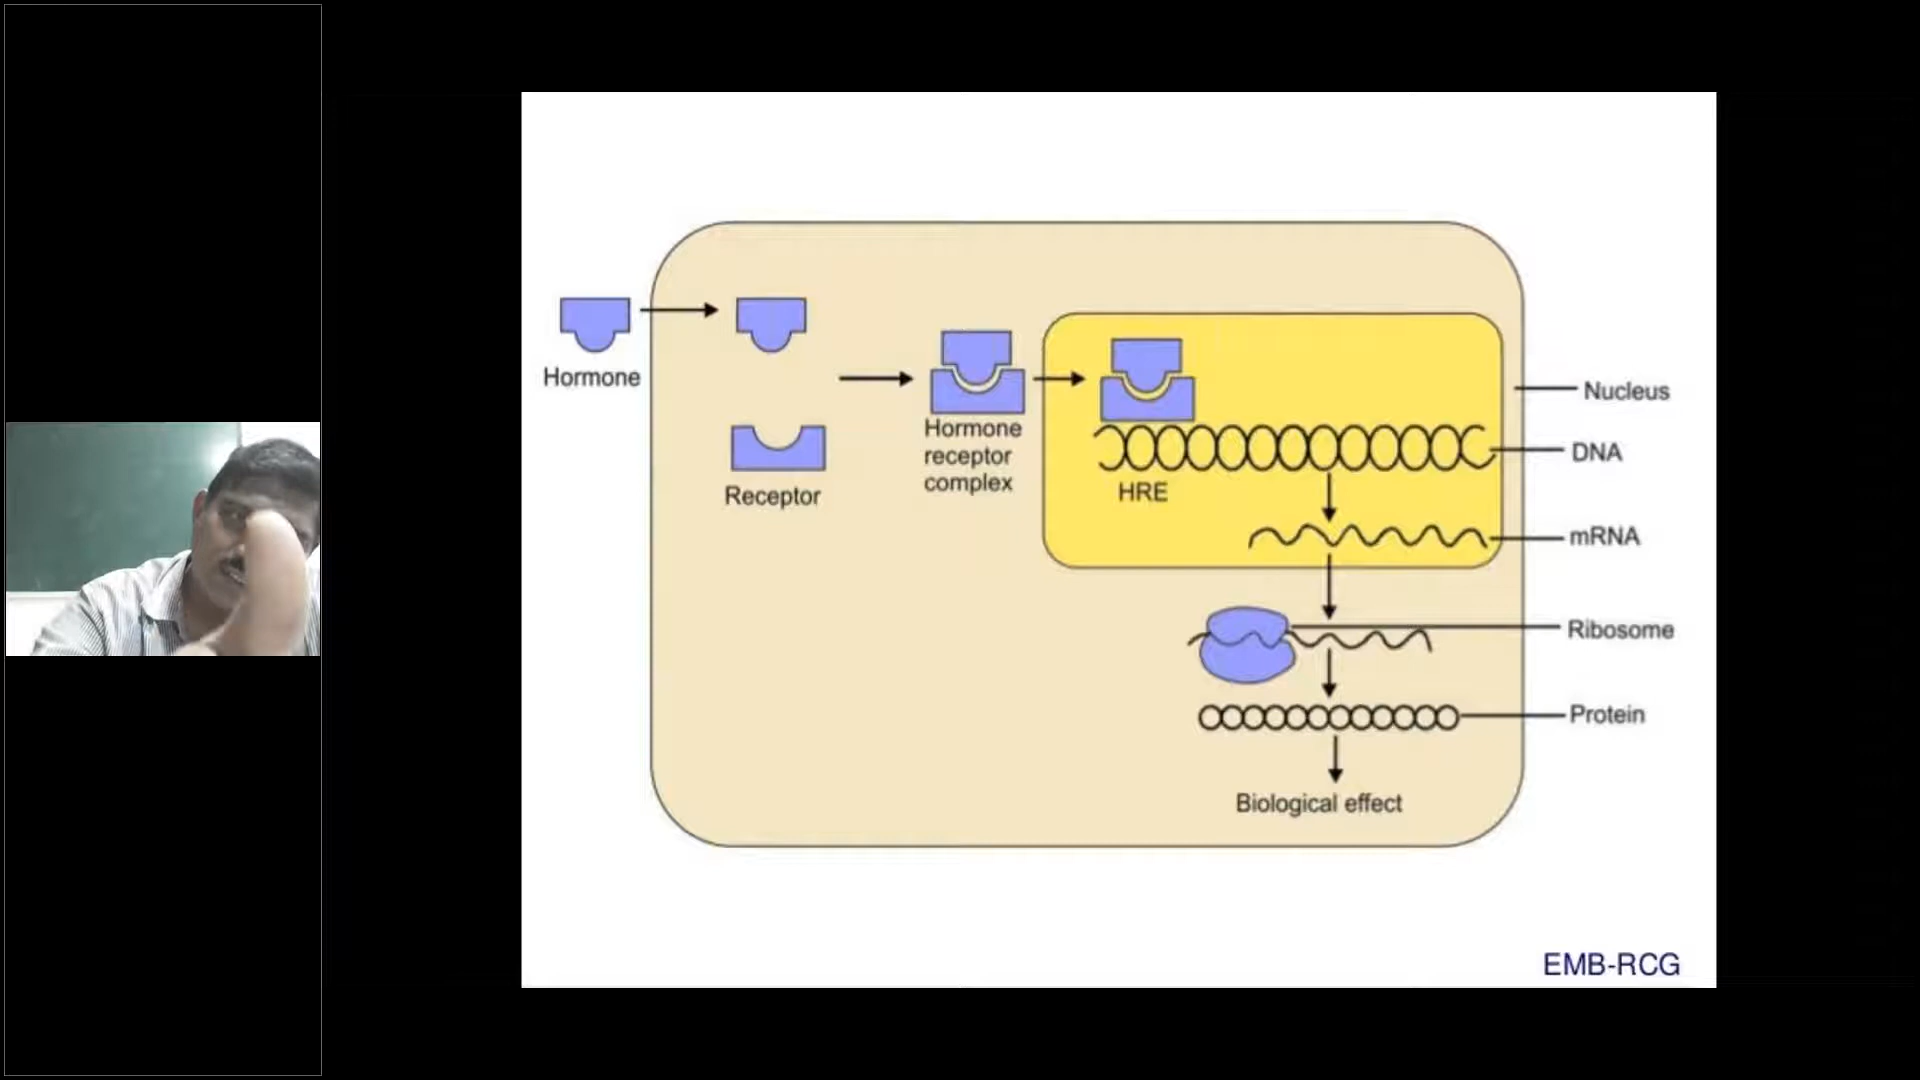 Hormone
Receptor
Hormone
receptor
complex
HRE
Nucleus
DNA
mRNA
Ribosome
Protein
Biological effect
EMB-RCG